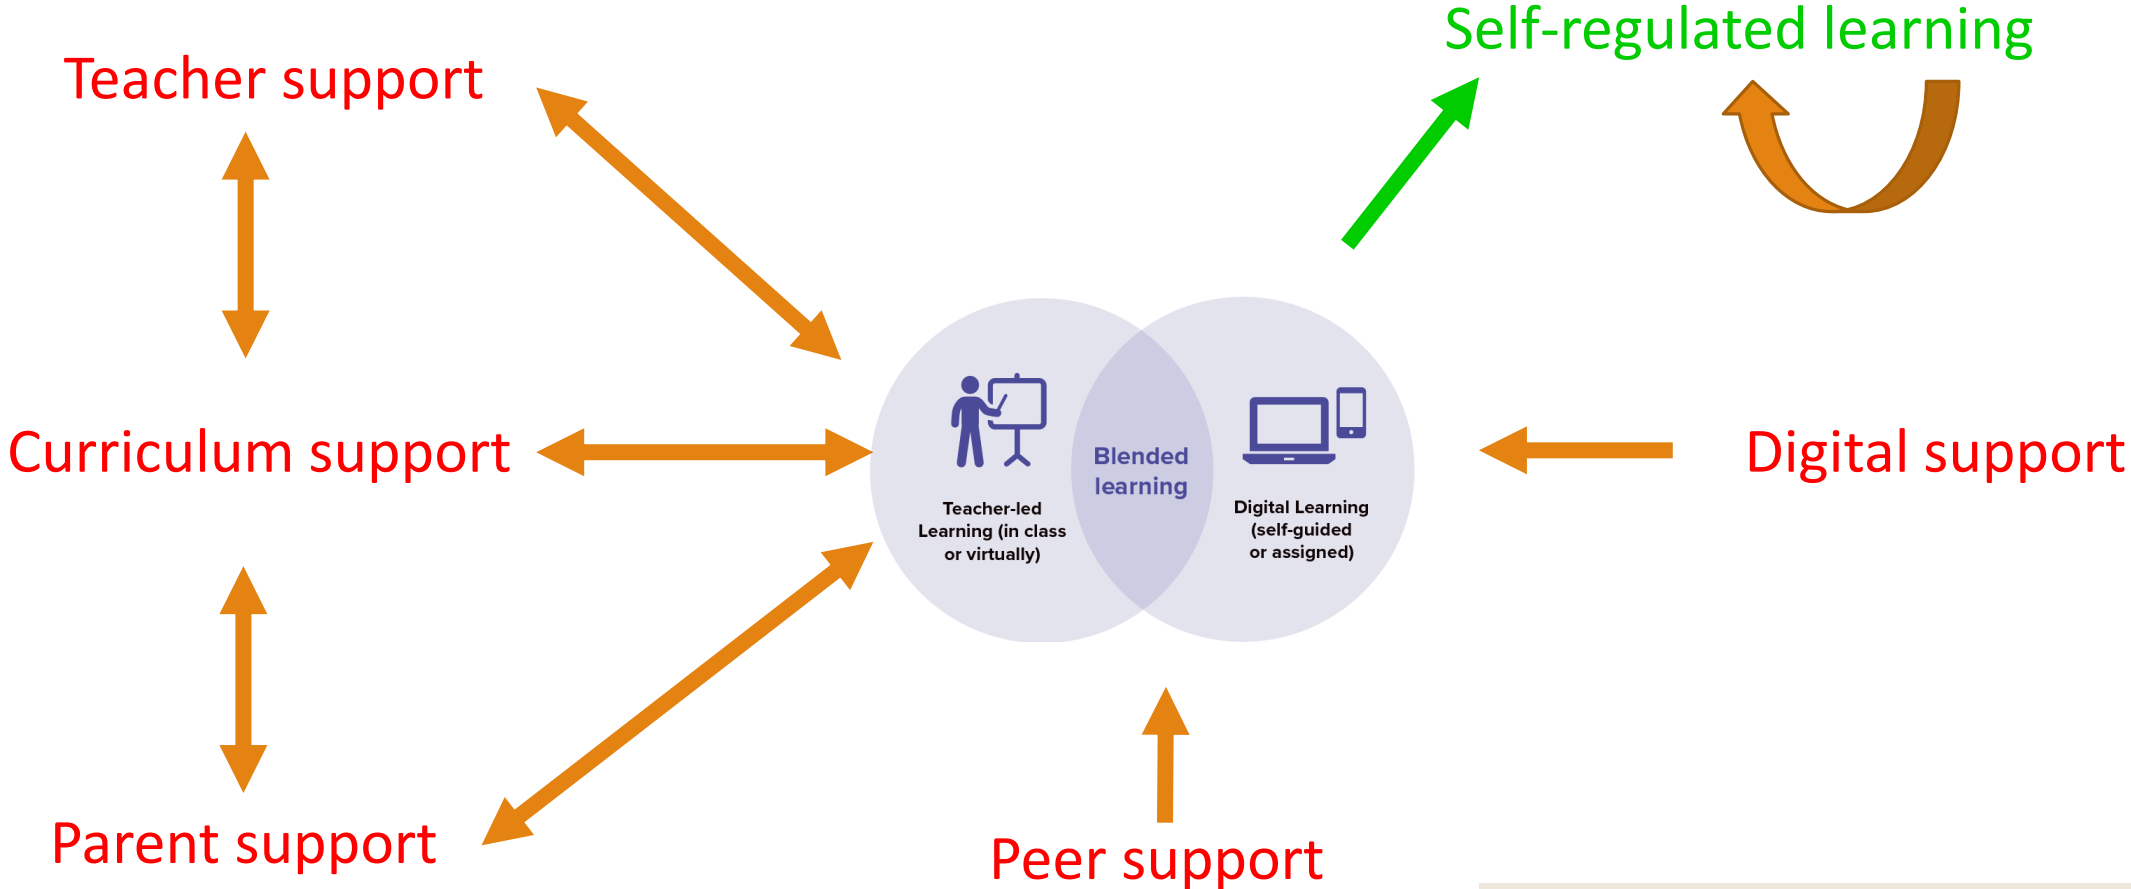 Self-regulated learning
Teacher support
Curriculum support
Blended
learning
Teacher-led
Learning (in class
or virtually)
Digital Learning
(self-guided
or assigned)
Digital support
Parent support
Peer support